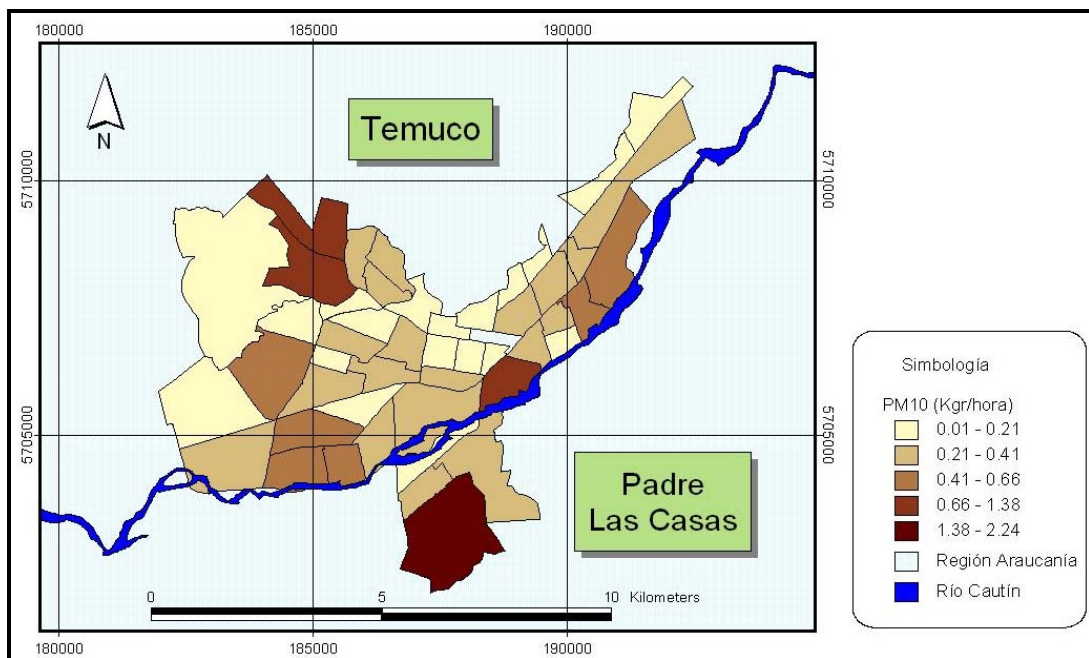 180000 185000 190000
N
Temuco
5710000 5710000
5705000 5705000
Padre
Las Casas
0 5 10 Kilometers
180000 185000 190000
Simbología
PM10 (Kgr/hora)
0.01 - 0.21
0.21 - 0.41
0.41 - 0.66
0.66 - 1.38
1.38 - 2.24
Región Araucanía
Río Cautín